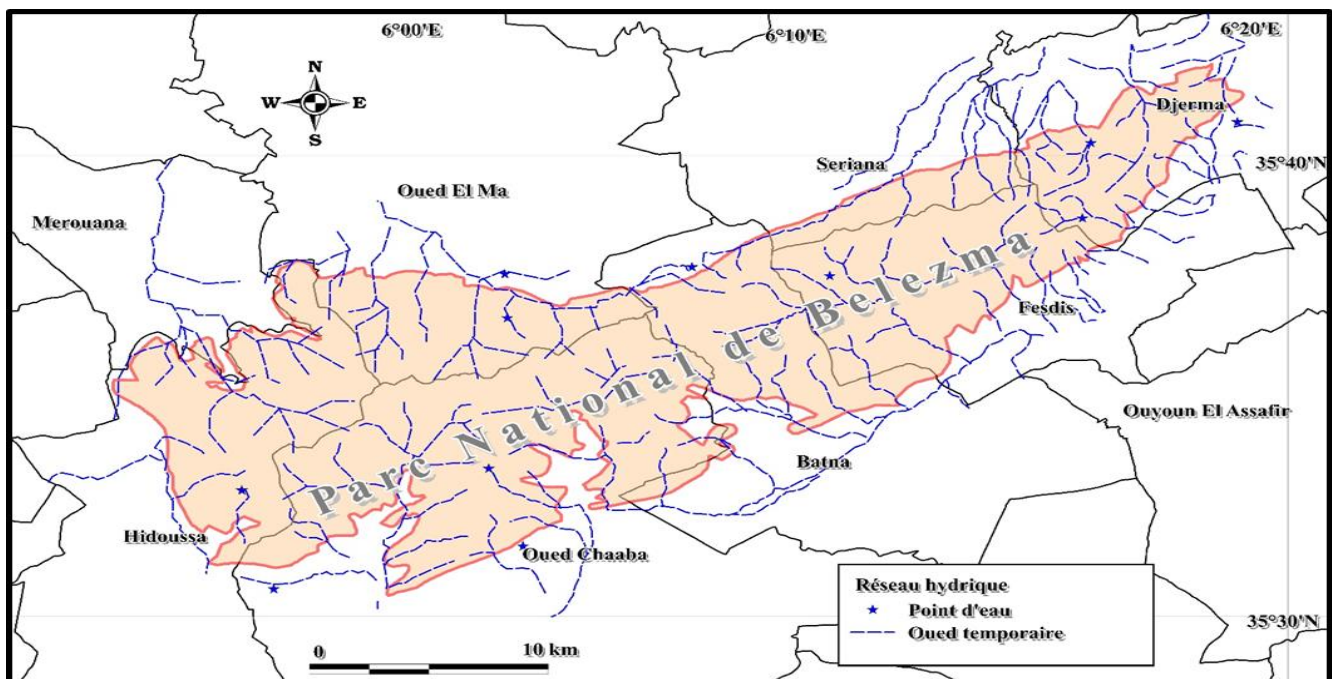 6°00'E
6°10'E
6°20'E
N
W E
S
Djerma
Seriana
35°40'N
Oued El Ma
Merouana
Fesdis
Parc National de Belezma
Ouyoun El Assafir
Batna
Hidoussa
Oued Chaaba
Réseau hydrique
Point d'eau
Oued temporaire
35°30'N
0 10 km